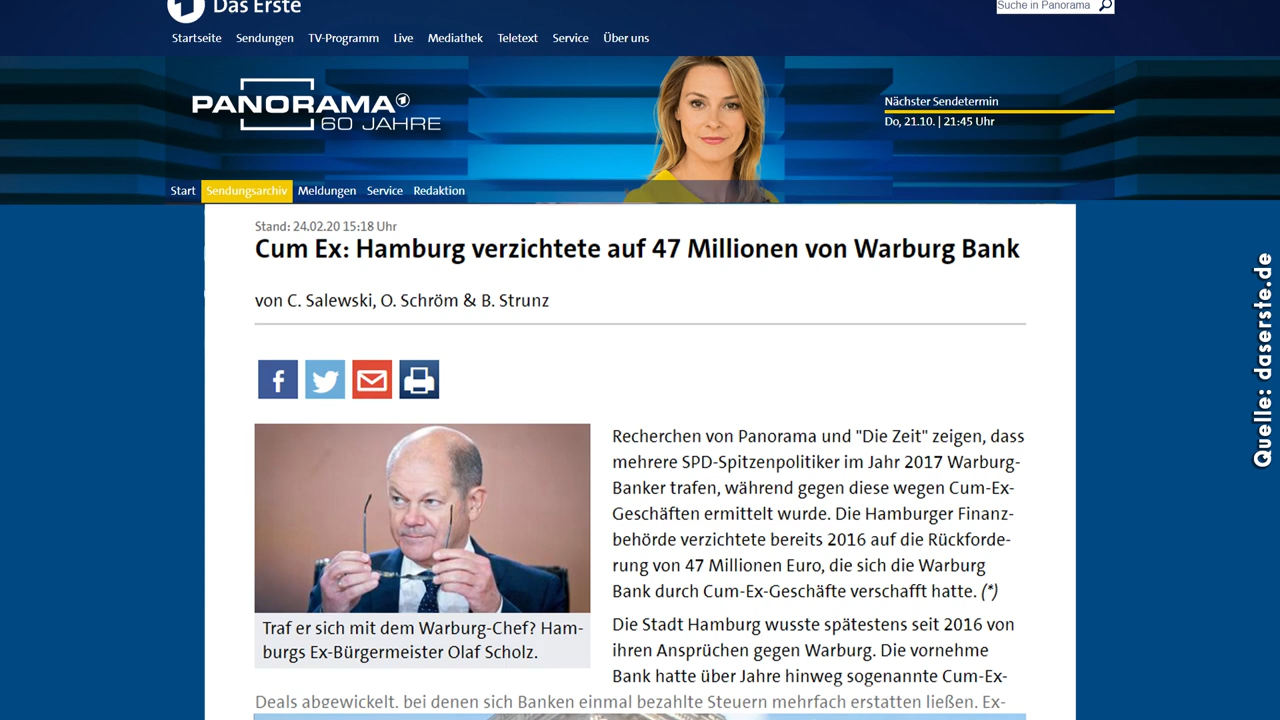 Das Erste
Suche in Panorama
Startseite Sendungen TV-Programm Live Mediathek Teletext Service Über uns
PANORAMA
60 JAHRE
Nächster Sendetermin
Do, 21.10. | 21:45 Uhr
Start Sendungsarchiv Meldungen Service Redaktion
Stand: 24.02.20 15:18 Uhr
Cum Ex: Hamburg verzichtete auf 47 Millionen von Warburg Bank
von C. Salewski, O. Schröm & B. Strunz
Traf er sich mit dem Warburg-Chef? Ham-
burgs Ex-Bürgermeister Olaf Scholz.
Recherchen von Panorama und "Die Zeit" zeigen, dass
mehrere SPD-Spitzenpolitiker im Jahr 2017 Warburg-
Banker trafen, während gegen diese wegen Cum-Ex-
Geschäften ermittelt wurde. Die Hamburger Finanz-
behörde verzichtete bereits 2016 auf die Rückforde-
rung von 47 Millionen Euro, die sich die Warburg
Bank durch Cum-Ex-Geschäfte verschafft hatte. (*)
Die Stadt Hamburg wusste spätestens seit 2016 von
ihren Ansprüchen gegen Warburg. Die vornehme
Bank hatte über Jahre hinweg sogenannte Cum-Ex-
Deals abgewickelt, bei denen sich Banken einmal bezahlte Steuern mehrfach erstatten ließen. Ex-
Quelle: daserste.de